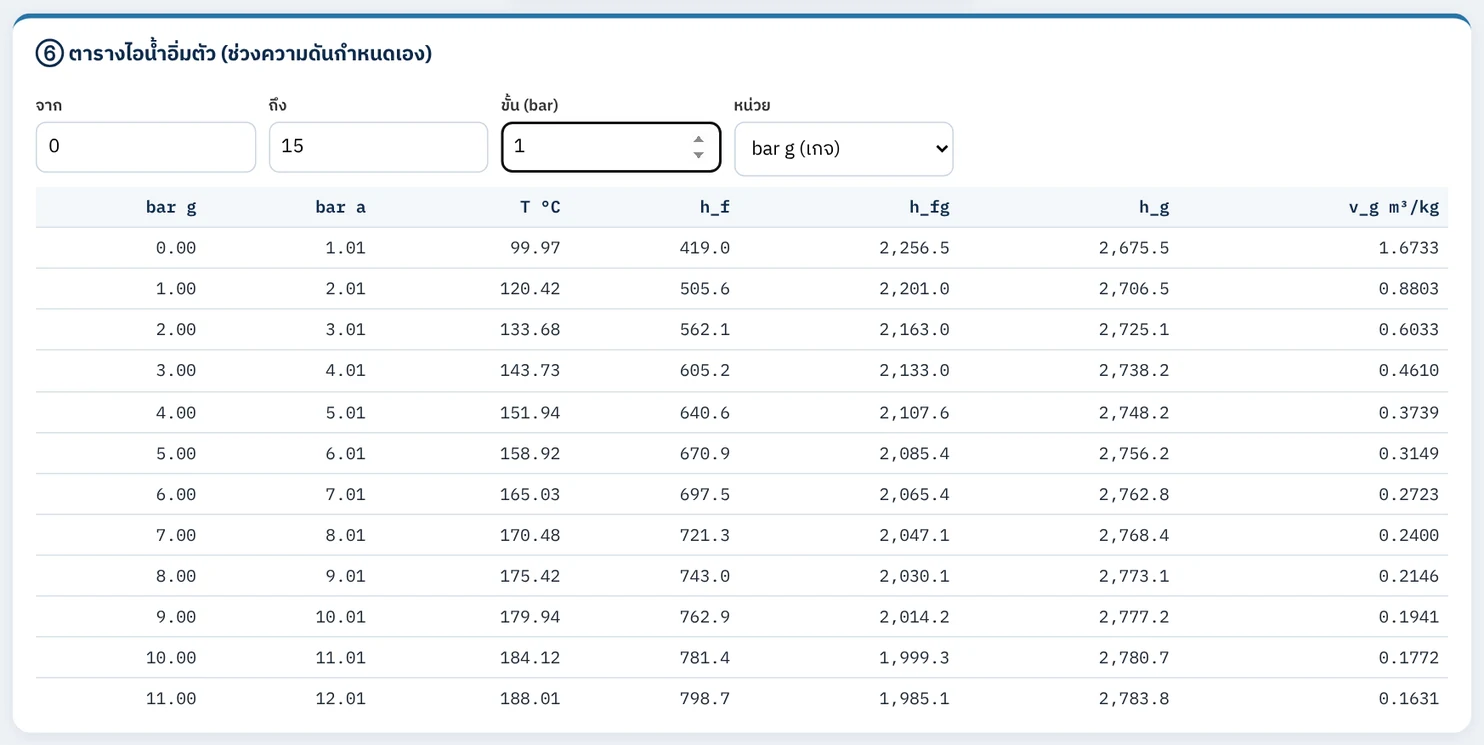 ⑥ ตารางไอน้ำอิ่มตัว (ช่วงความดันกำหนดเอง)
จาก ถึง ขั้น (bar) หน่วย
0 15 1 bar g (เกจ)
bar g bar a T °C h_f h_fg h_g v_g m³/kg
0.00 1.01 99.97 419.0 2,256.5 2,675.5 1.6733
1.00 2.01 120.42 505.6 2,201.0 2,706.5 0.8803
2.00 3.01 133.68 562.1 2,163.0 2,725.1 0.6033
3.00 4.01 143.73 605.2 2,133.0 2,738.2 0.4610
4.00 5.01 151.94 640.6 2,107.6 2,748.2 0.3739
5.00 6.01 158.92 670.9 2,085.4 2,756.2 0.3149
6.00 7.01 165.03 697.5 2,065.4 2,762.8 0.2723
7.00 8.01 170.48 721.3 2,047.1 2,768.4 0.2400
8.00 9.01 175.42 743.0 2,030.1 2,773.1 0.2146
9.00 10.01 179.94 762.9 2,014.2 2,777.2 0.1941
10.00 11.01 184.12 781.4 1,999.3 2,780.7 0.1772
11.00 12.01 188.01 798.7 1,985.1 2,783.8 0.1631